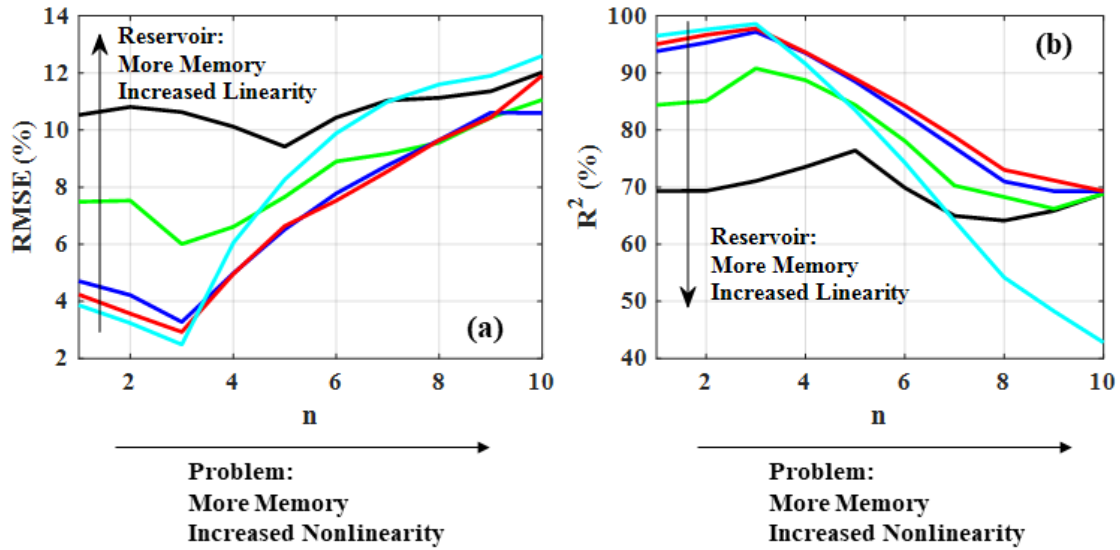 14
12
10
8
6
4
2
RMSE (%)
Reservoir:
More Memory
Increased Linearity
(a)
2
4
6
8
10
n
Problem:
More Memory
Increased Nonlinearity
100
90
80
70
60
50
40
R² (%)
(b)
Reservoir:
More Memory
Increased Linearity
2
4
6
8
10
n
Problem:
More Memory
Increased Nonlinearity